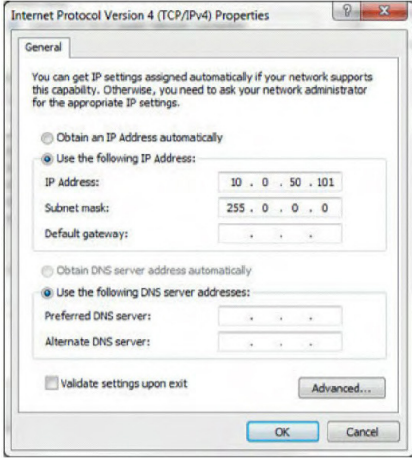 Internet Protocol Version 4 (TCP/IPv4) Properties
General
You can get IP settings assigned automatically if your network supports
this capability. Otherwise, you need to ask your network administrator
for the appropriate IP settings.
Obtain an IP Address automatically
Use the following IP Address:
IP Address: 10 . 0 . 50 . 101
Subnet mask: 255 . 0 . 0 . 0
Default gateway: . . .
Obtain DNS server address automatically
Use the following DNS server addresses:
Preferred DNS server: . . .
Alternate DNS server: . . .
Validate settings upon exit
Advanced...
OK Cancel